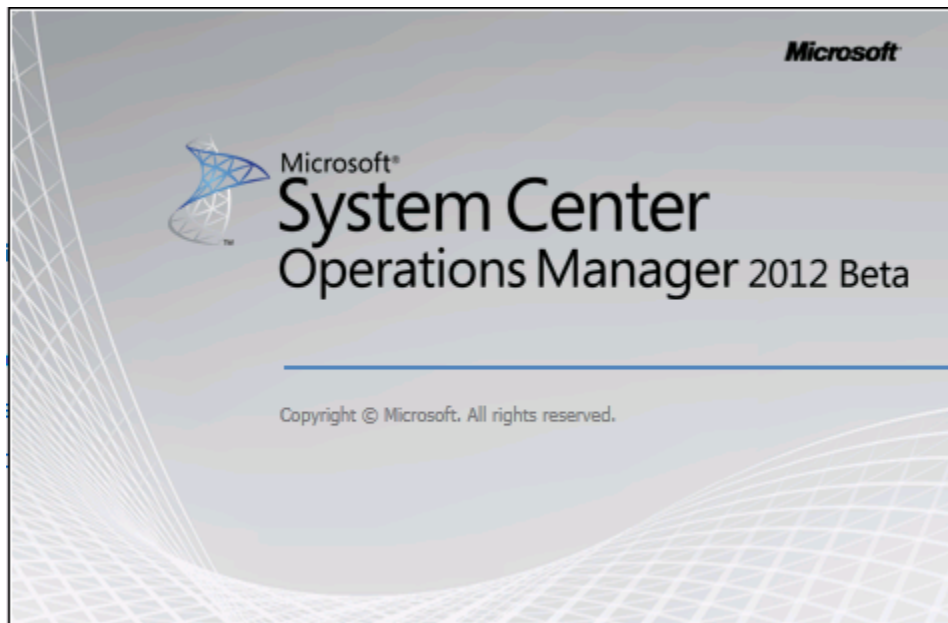 Microsoft
Microsoft®
System Center
Operations Manager 2012 Beta
Copyright © Microsoft. All rights reserved.